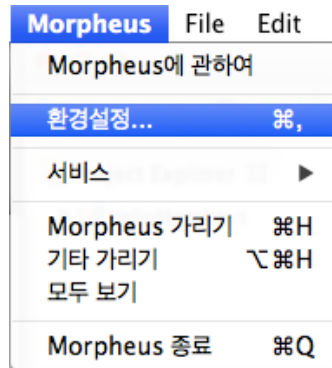 Morpheus File Edit
Morpheus에 관하여
환경설정... ⌘,
서비스 ▶
Morpheus 가리기 ⌘H
기타 가리기 ⌥⌘H
모두 보기
Morpheus 종료 ⌘Q